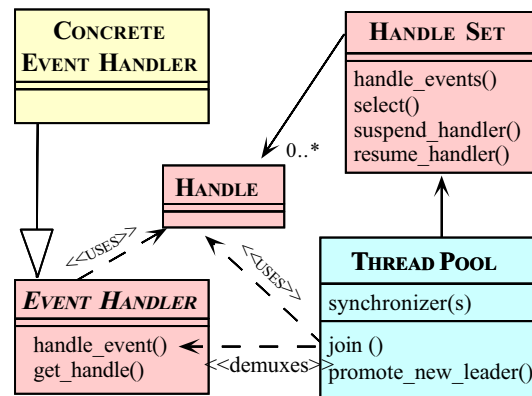 CONCRETE
EVENT HANDLER
HANDLE SET
handle_events()
select()
suspend_handler()
resume_handler()
0..*
HANDLE
<<USES>>
<<USES>>
EVENT HANDLER
handle_event()
get_handle()
<<demuxes>>
THREAD POOL
synchronizer(s)
join ()
promote_new_leader()